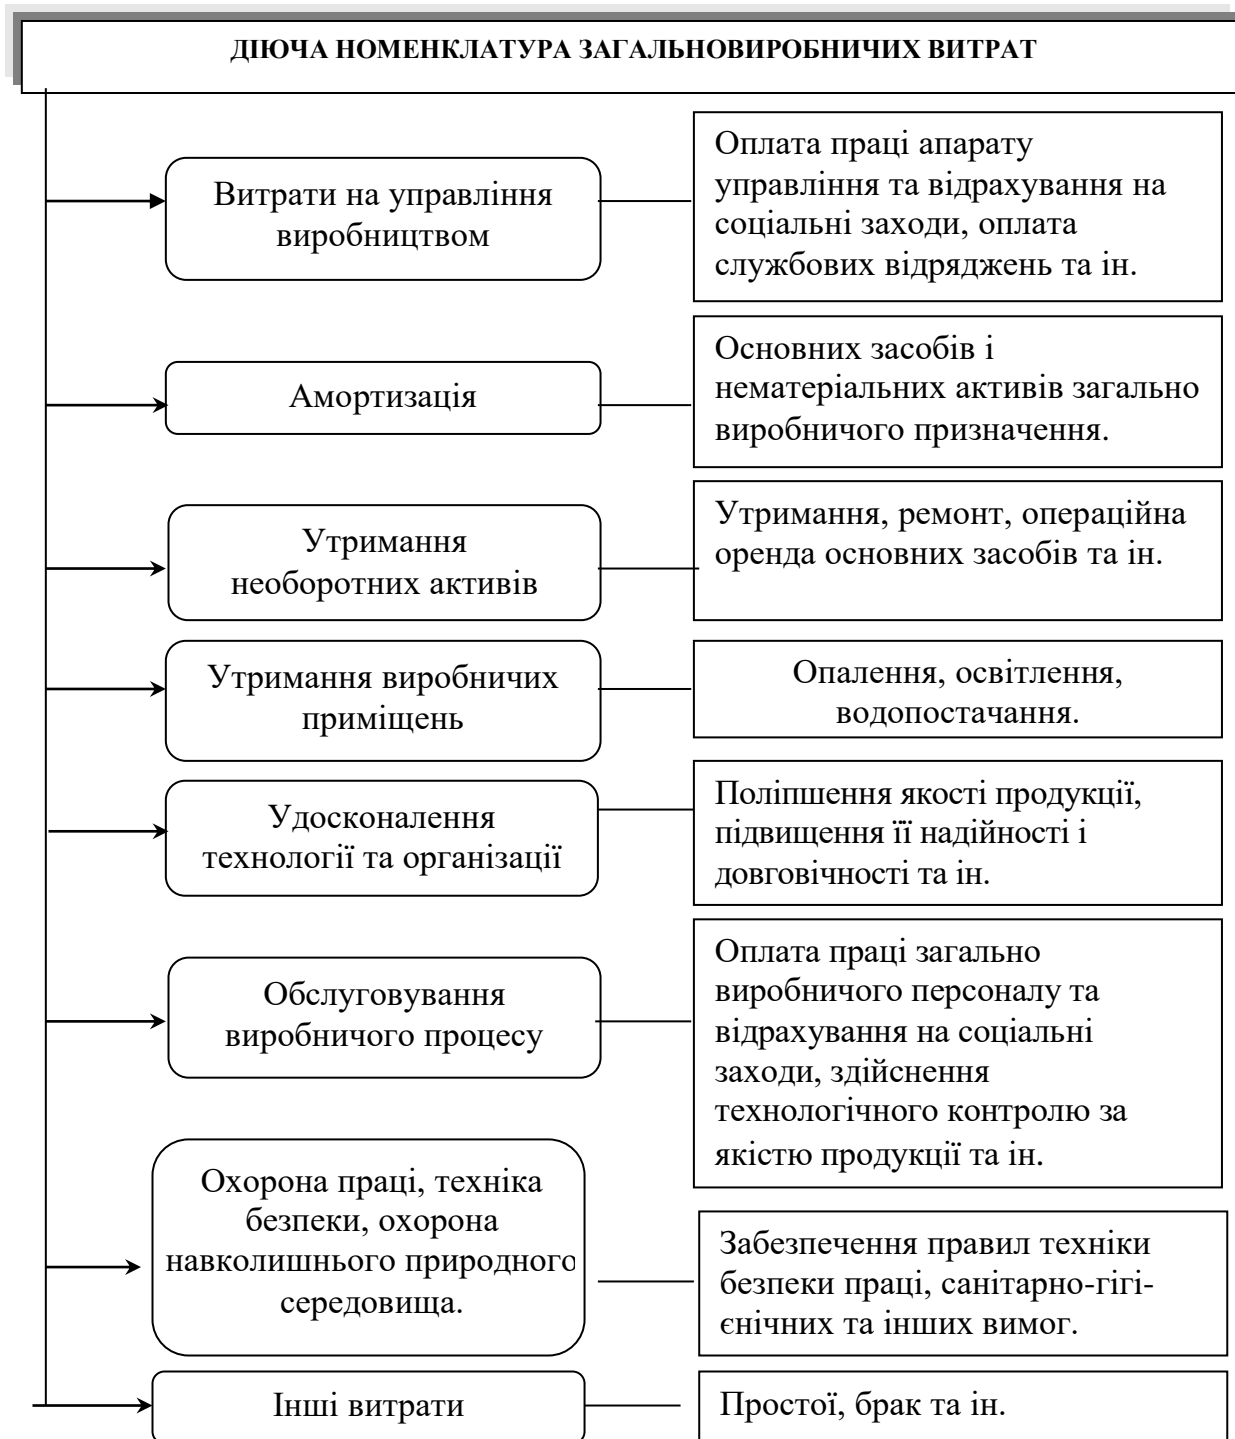 ДІЮЧА НОМЕНКЛАТУРА ЗАГАЛЬНОВИРОБНИЧИХ ВИТРАТ
Витрати на управління
виробництвом
Оплата праці апарату
управління та відрахування на
соціальні заходи, оплата
службових відряджень та ін.
Амортизація
Основних засобів і
нематеріальних активів загально
виробничого призначення.
Утримання
необоротних активів
Утримання, ремонт, операційна
оренда основних засобів та ін.
Утримання виробничих
приміщень
Опалення, освітлення,
водопостачання.
Удосконалення
технології та організації
Поліпшення якості продукції,
підвищення її надійності і
довговічності та ін.
Обслуговування
виробничого процесу
Оплата праці загально
виробничого персоналу та
відрахування на соціальні
заходи, здійснення
технологічного контролю за
якістю продукції та ін.
Охорона праці, техніка
безпеки, охорона
навколишнього природного
середовища.
Забезпечення правил техніки
безпеки праці, санітарно-гігі-
єнічних та інших вимог.
Інші витрати
Простої, брак та ін.